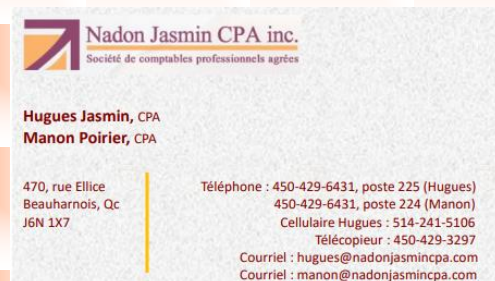 Nadon Jasmin CPA inc.
Société de comptables professionnels agréés
Hugues Jasmin, CPA
Manon Poirier, CPA
470, rue Ellice
Beauharnois, Qc
J6N 1X7
Téléphone : 450-429-6431, poste 225 (Hugues)
450-429-6431, poste 224 (Manon)
Cellulaire Hugues : 514-241-5106
Télécopieur : 450-429-3297
Courriel : hugues@nadonjasmincpa.com
Courriel : manon@nadonjasmincpa.com